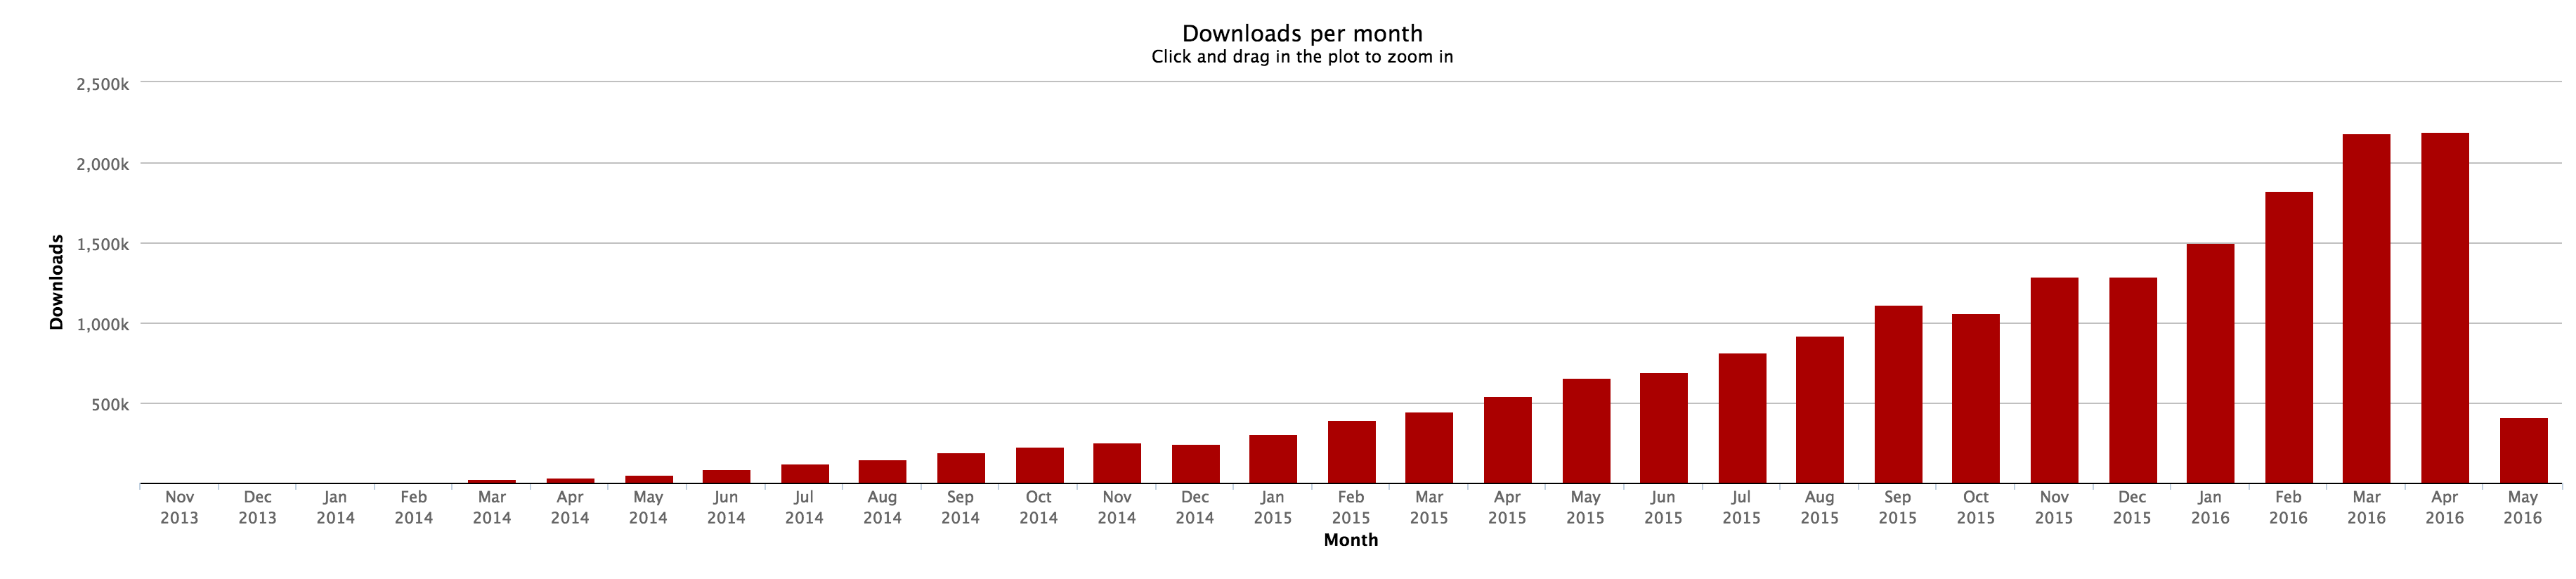 Downloads per month
Click and drag in the plot to zoom in
2,500k
2,000k
1,500k
1,000k
500k
Downloads
Nov Dec Jan Feb Mar Apr May Jun Jul Aug Sep Oct Nov Dec Jan Feb Mar Apr May Jun Jul Aug Sep Oct Nov Dec Jan Feb Mar Apr May
2013 2013 2014 2014 2014 2014 2014 2014 2014 2014 2014 2014 2014 2014 2015 2015 2015 2015 2015 2015 2015 2015 2015 2015 2015 2015 2016 2016 2016 2016 2016
Month